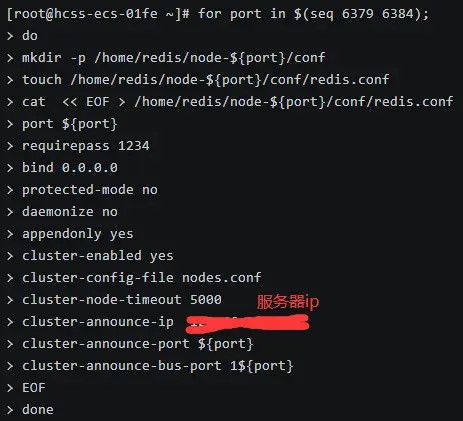 [root@hcss-ecs-01fe ~]# for port in $(seq 6379 6384);
> do
> mkdir -p /home/redis/node-${port}/conf
> touch /home/redis/node-${port}/conf/redis.conf
> cat  << EOF > /home/redis/node-${port}/conf/redis.conf
> port ${port}
> requirepass 1234
> bind 0.0.0.0
> protected-mode no
> daemonize no
> appendonly yes
> cluster-enabled yes
> cluster-config-file nodes.conf
> cluster-node-timeout 5000 服务器ip
> cluster-announce-ip
> cluster-announce-port ${port}
> cluster-announce-bus-port 1${port}
> EOF
> done